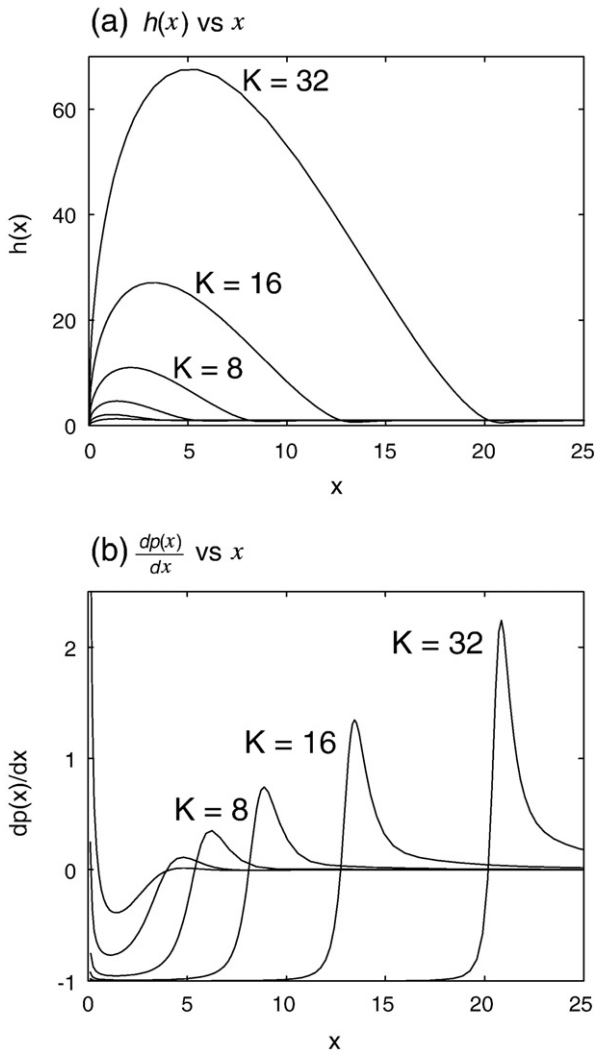 (a) h(x) vs x
K = 32
60
h(x)
40
K = 16
20
K = 8
0
0 5 10 15 20 25
x
(b) dp(x)/dx vs x
2
K = 32
dp(x)/dx
K = 16
1
K = 8
0
-1
0 5 10 15 20 25
x